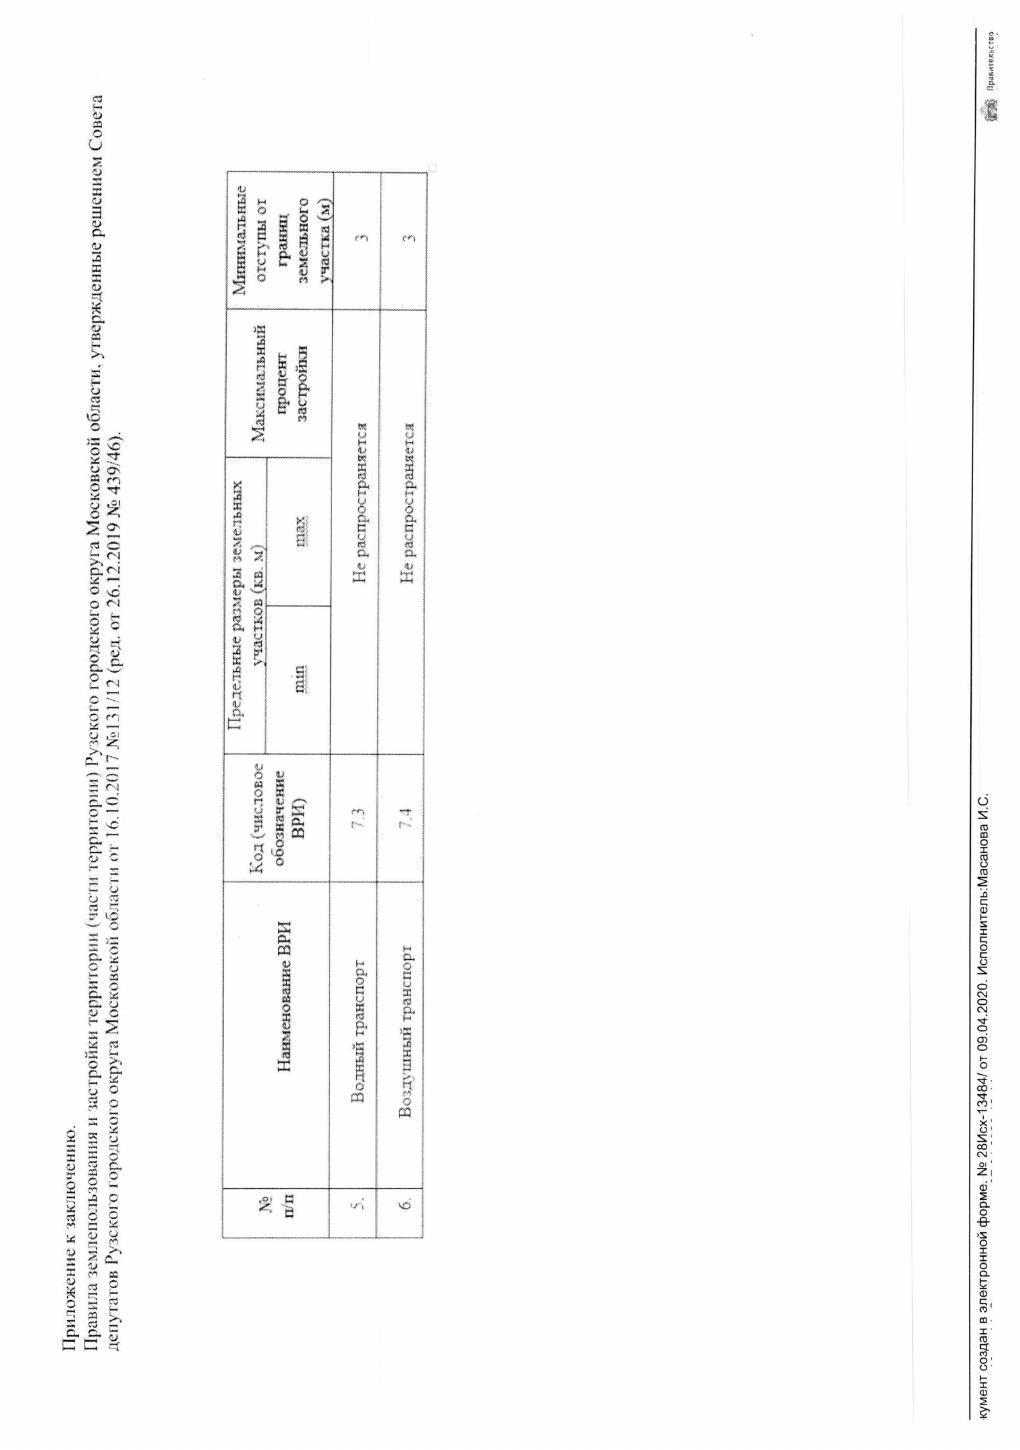 Приложение к заключению.
Правила землепользования и застройки территории (части территории) Рузского городского округа Московской области, утвержденные решением Совета
депутатов Рузского городского округа Московской области от 16.10.2017 №131/12 (ред. от 26.12.2019 № 439/46).
№
п/п
Наименование ВРИ
Код (числовое
обозначение
ВРИ)
Предельные размеры земельных
участков (кв. м)
min
max
Максимальный
процент
застройки
Минимальные
отступы от
границ
земельного
участка (м)
5.
Водный транспорт
7.3
Не распространяется
3
6.
Воздушный транспорт
7.4
Не распространяется
3
кумент создан в электронной форме. № 28Исх-13484/ от 09.04.2020. Исполнитель:Масанова И.С.
Правительство